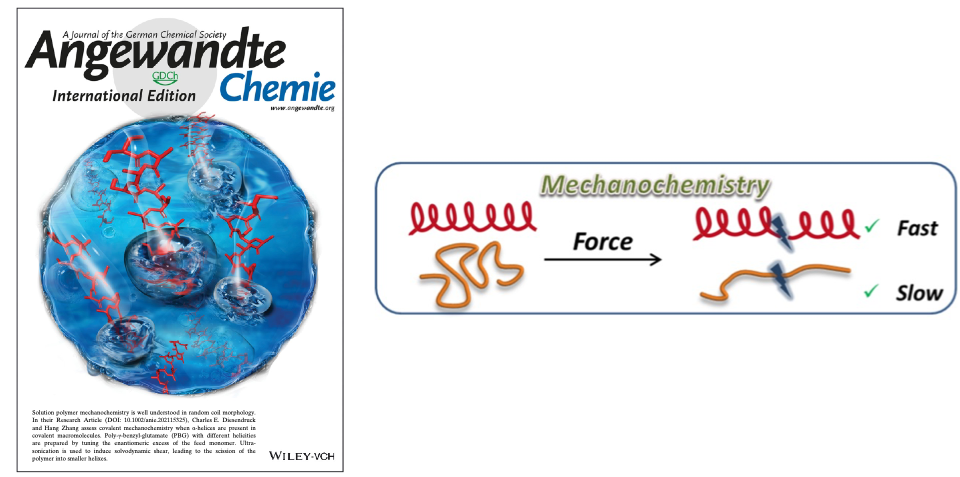 A Journal of the German Chemical Society
Angewandte
GDCh
Chemie
International Edition
www.angewandte.org
Solution polymer mechanochemistry is well understood in random coil morphology.
In their Research Article (DOI: 10.1002/anie.202115325), Charles E. Diesendruck
and Hang Zhang assess covalent mechanochemistry when α-helices are present in
covalent macromolecules. Poly-γ-benzyl-glutamate (PBG) with different helicities
are prepared by tuning the enantiomeric excess of the feed monomer. Ultra-
sonication is used to induce solvodynamic shear, leading to the scission of the
polymer into smaller helixes.
WILEY-VCH
Mechanochemistry
Force
Fast
Slow